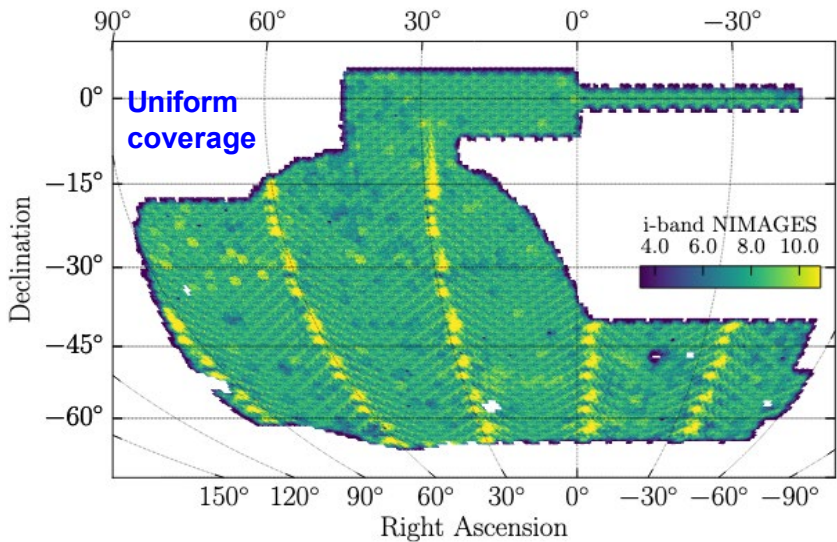 90° 60° 30° 0° −30°
Uniform
coverage
0°
−15°
−30°
−45°
−60°
Declination
i-band NIMAGES
4.0 6.0 8.0 10.0
150° 120° 90° 60° 30° 0° −30° −60° −90°
Right Ascension